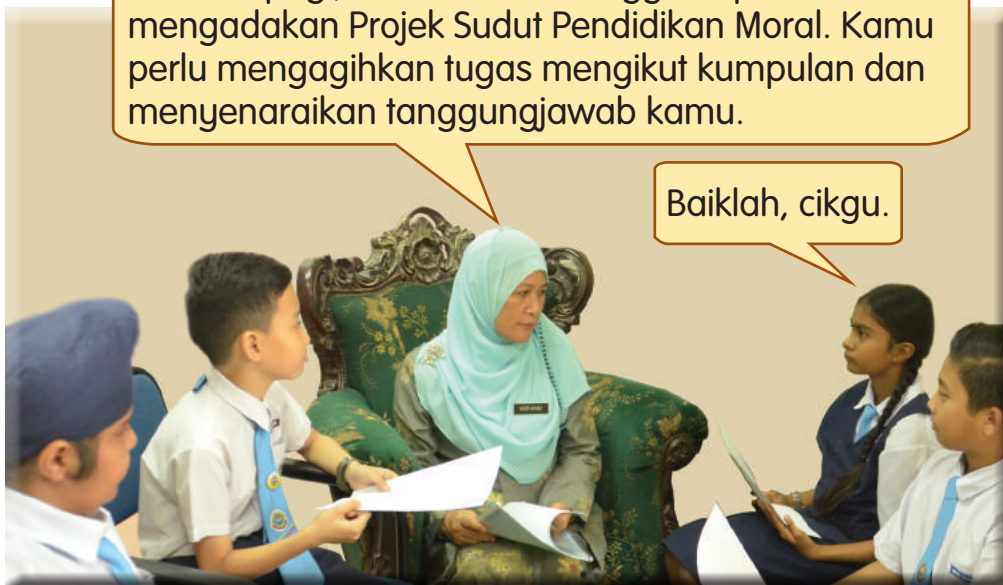 mengadakan Projek Sudut Pendidikan Moral. Kamu
perlu mengagihkan tugas mengikut kumpulan dan
menyenaraikan tanggungjawab kamu.
Baiklah, cikgu.